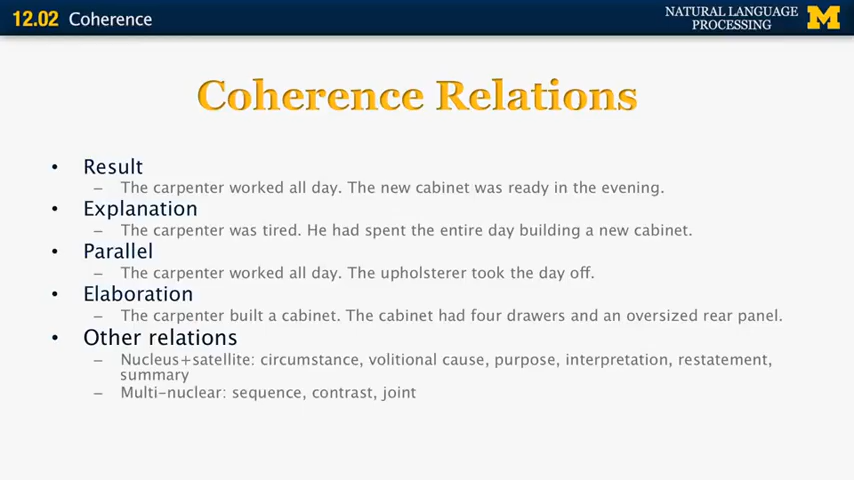 12.02 Coherence
NATURAL LANGUAGE
PROCESSING
M
Coherence Relations
• Result
– The carpenter worked all day. The new cabinet was ready in the evening.
• Explanation
– The carpenter was tired. He had spent the entire day building a new cabinet.
• Parallel
– The carpenter worked all day. The upholsterer took the day off.
• Elaboration
– The carpenter built a cabinet. The cabinet had four drawers and an oversized rear panel.
• Other relations
– Nucleus+satellite: circumstance, volitional cause, purpose, interpretation, restatement,
summary
– Multi-nuclear: sequence, contrast, joint